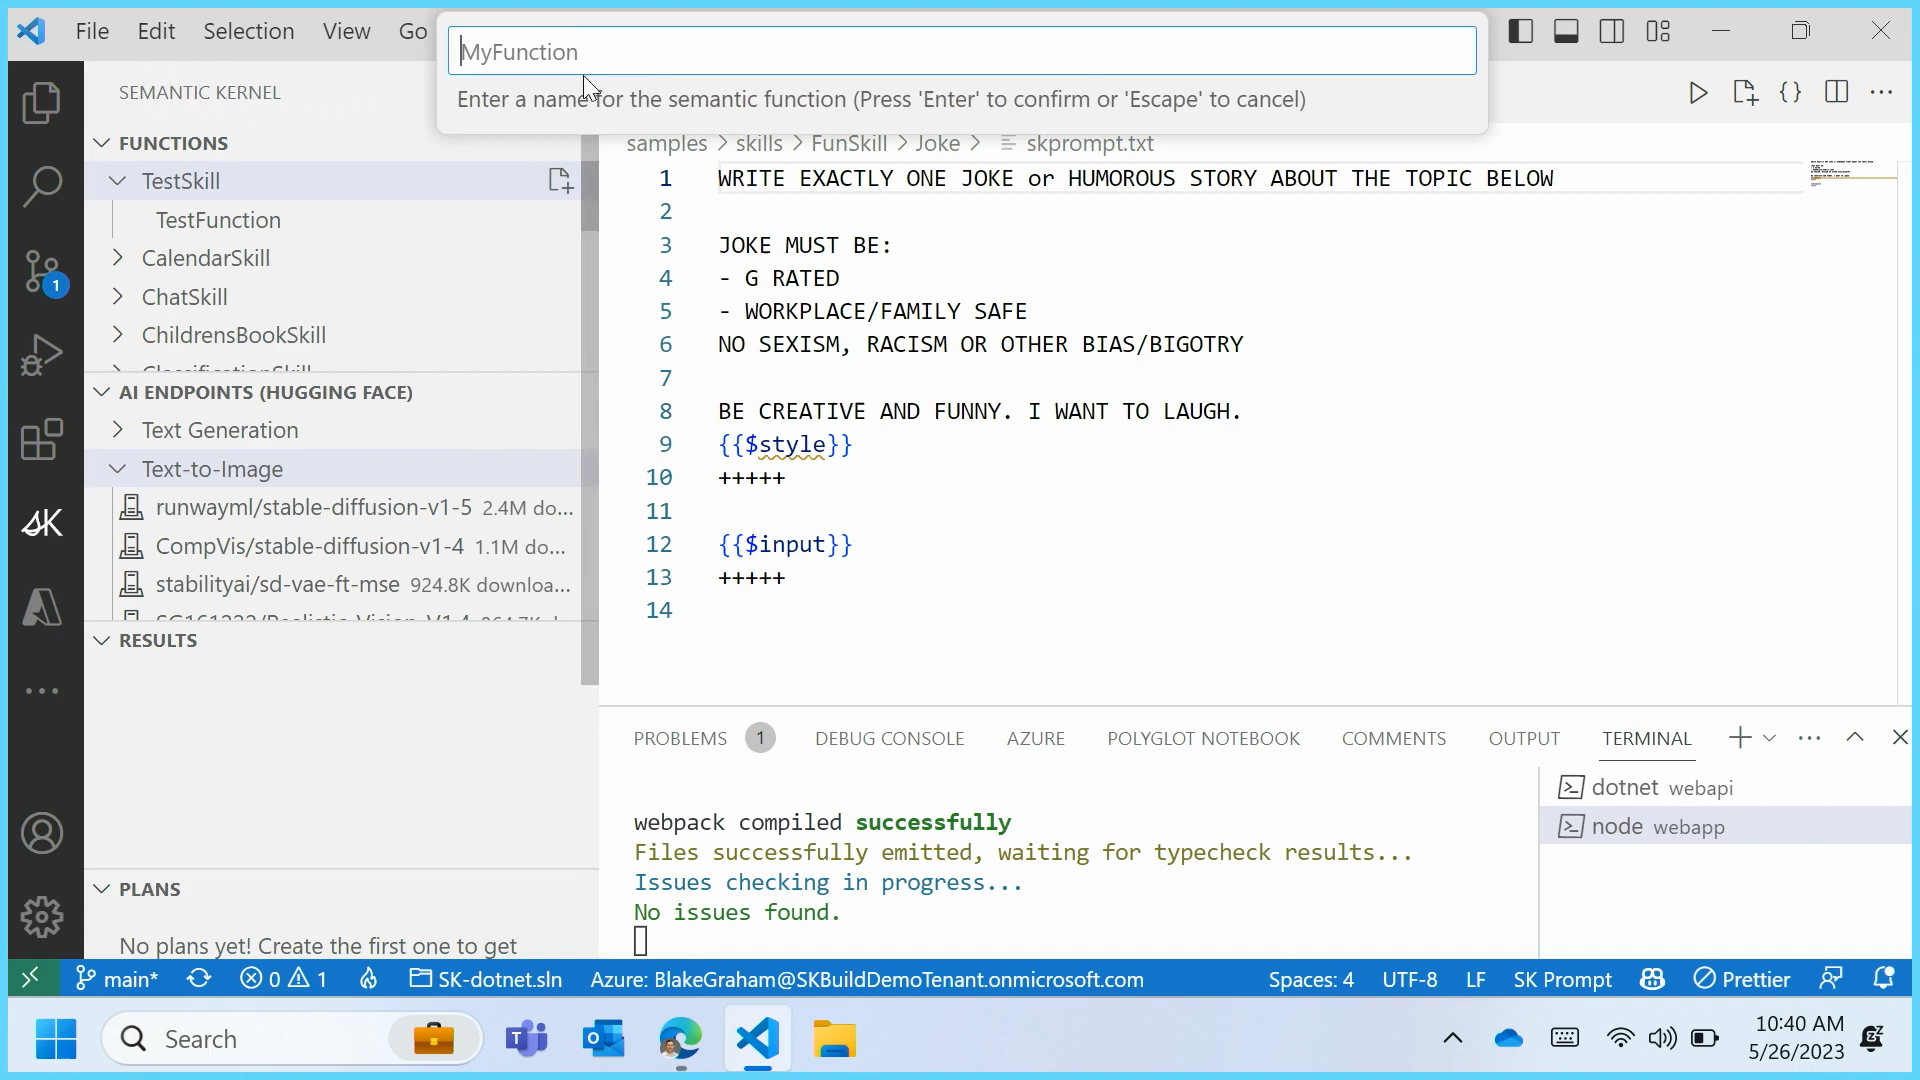 File Edit Selection View Go
MyFunction
Enter a name for the semantic function (Press 'Enter' to confirm or 'Escape' to cancel)
SEMANTIC KERNEL
FUNCTIONS
TestSkill
TestFunction
CalendarSkill
ChatSkill
ChildrensBookSkill
ClassificationSkill
AI ENDPOINTS (HUGGING FACE)
Text Generation
Text-to-Image
runwayml/stable-diffusion-v1-5 2.4M do...
CompVis/stable-diffusion-v1-4 1.1M do...
stabilityai/sd-vae-ft-mse 924.8K downloa...
RESULTS
PLANS
No plans yet! Create the first one to get
1
SK
samples > skills > FunSkill > Joke > skprompt.txt
1 WRITE EXACTLY ONE JOKE or HUMOROUS STORY ABOUT THE TOPIC BELOW
2
3 JOKE MUST BE:
4 - G RATED
5 - WORKPLACE/FAMILY SAFE
6 NO SEXISM, RACISM OR OTHER BIAS/BIGOTRY
7
8 BE CREATIVE AND FUNNY. I WANT TO LAUGH.
9 {{$style}}
10 +++++
11
12 {{$input}}
13 +++++
14
PROBLEMS 1 DEBUG CONSOLE AZURE POLYGLOT NOTEBOOK COMMENTS OUTPUT TERMINAL
webpack compiled successfully
Files successfully emitted, waiting for typecheck results...
Issues checking in progress...
No issues found.
dotnet webapi
node webapp
main* 0 1 SK-dotnet.sln Azure: BlakeGraham@SKBuildDemoTenant.onmicrosoft.com Spaces: 4 UTF-8 LF SK Prompt Prettier
Search
10:40 AM
5/26/2023